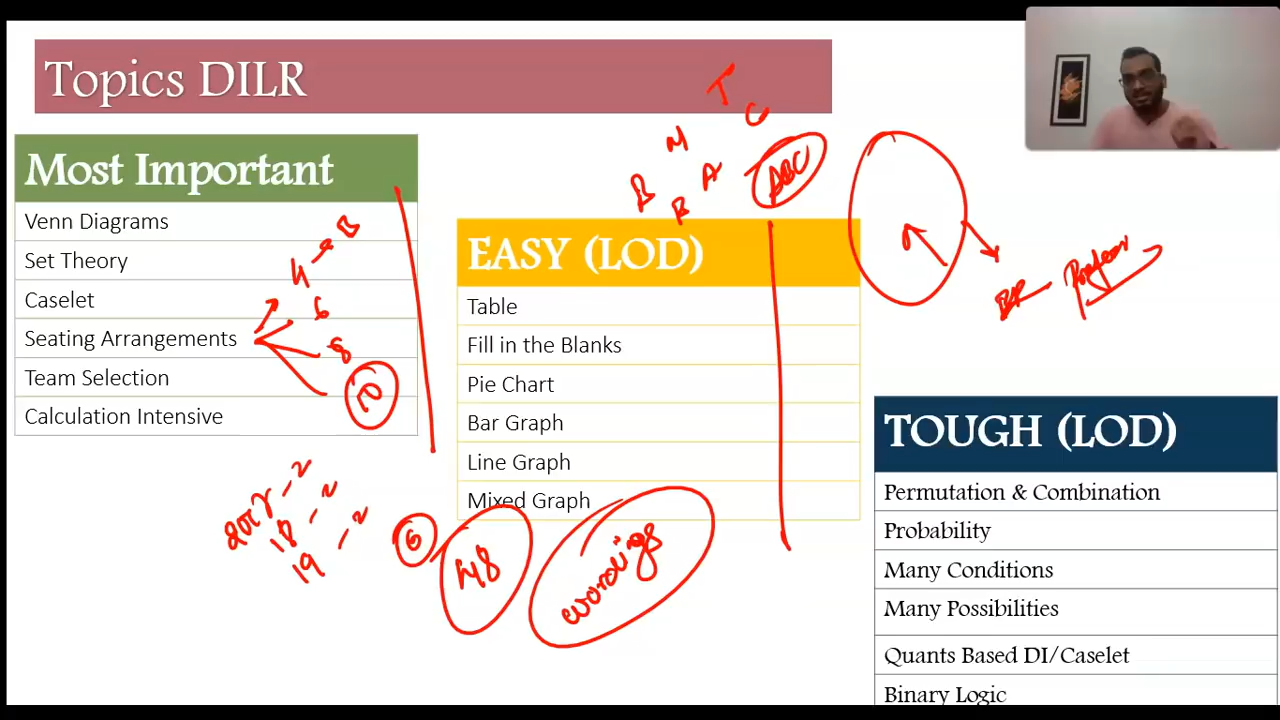 Topics DILR
Most Important
Venn Diagrams
Set Theory
Caselet
Seating Arrangements
Team Selection
Calculation Intensive
4 → B
6
8
10
T
G
M
A
B
R
ABC
EASY (LOD)
Table
Fill in the Blanks
Pie Chart
Bar Graph
Line Graph
Mixed Graph
18 - 2
19 - 2
6
48
wordings
TOUGH (LOD)
Permutation & Combination
Probability
Many Conditions
Many Possibilities
Quants Based DI/Caselet
Binary Logic